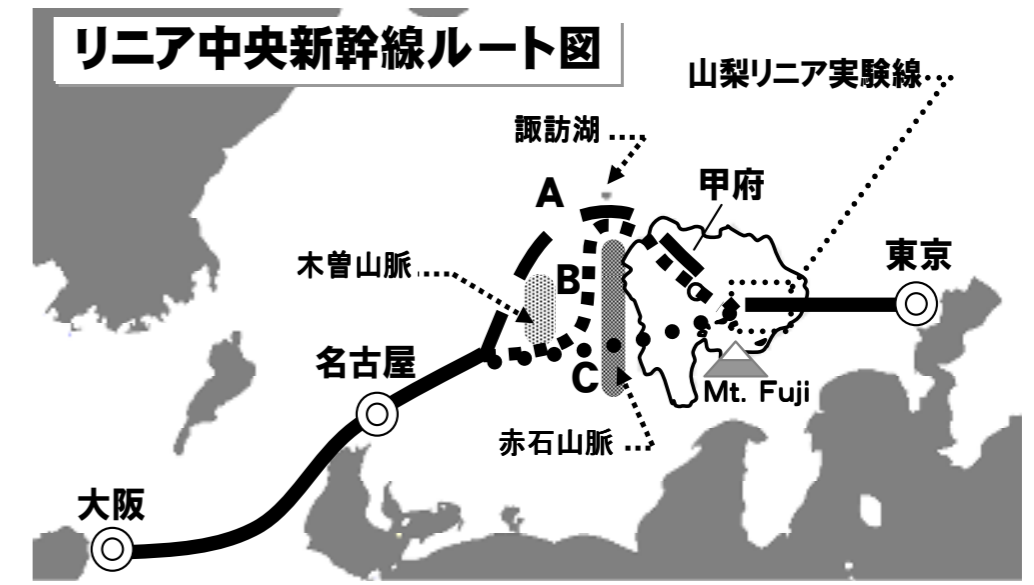 リニア中央新幹線ルート図
山梨リニア実験線
諏訪湖
甲府
A
東京
木曽山脈
B
名古屋
C
Mt. Fuji
赤石山脈
大阪